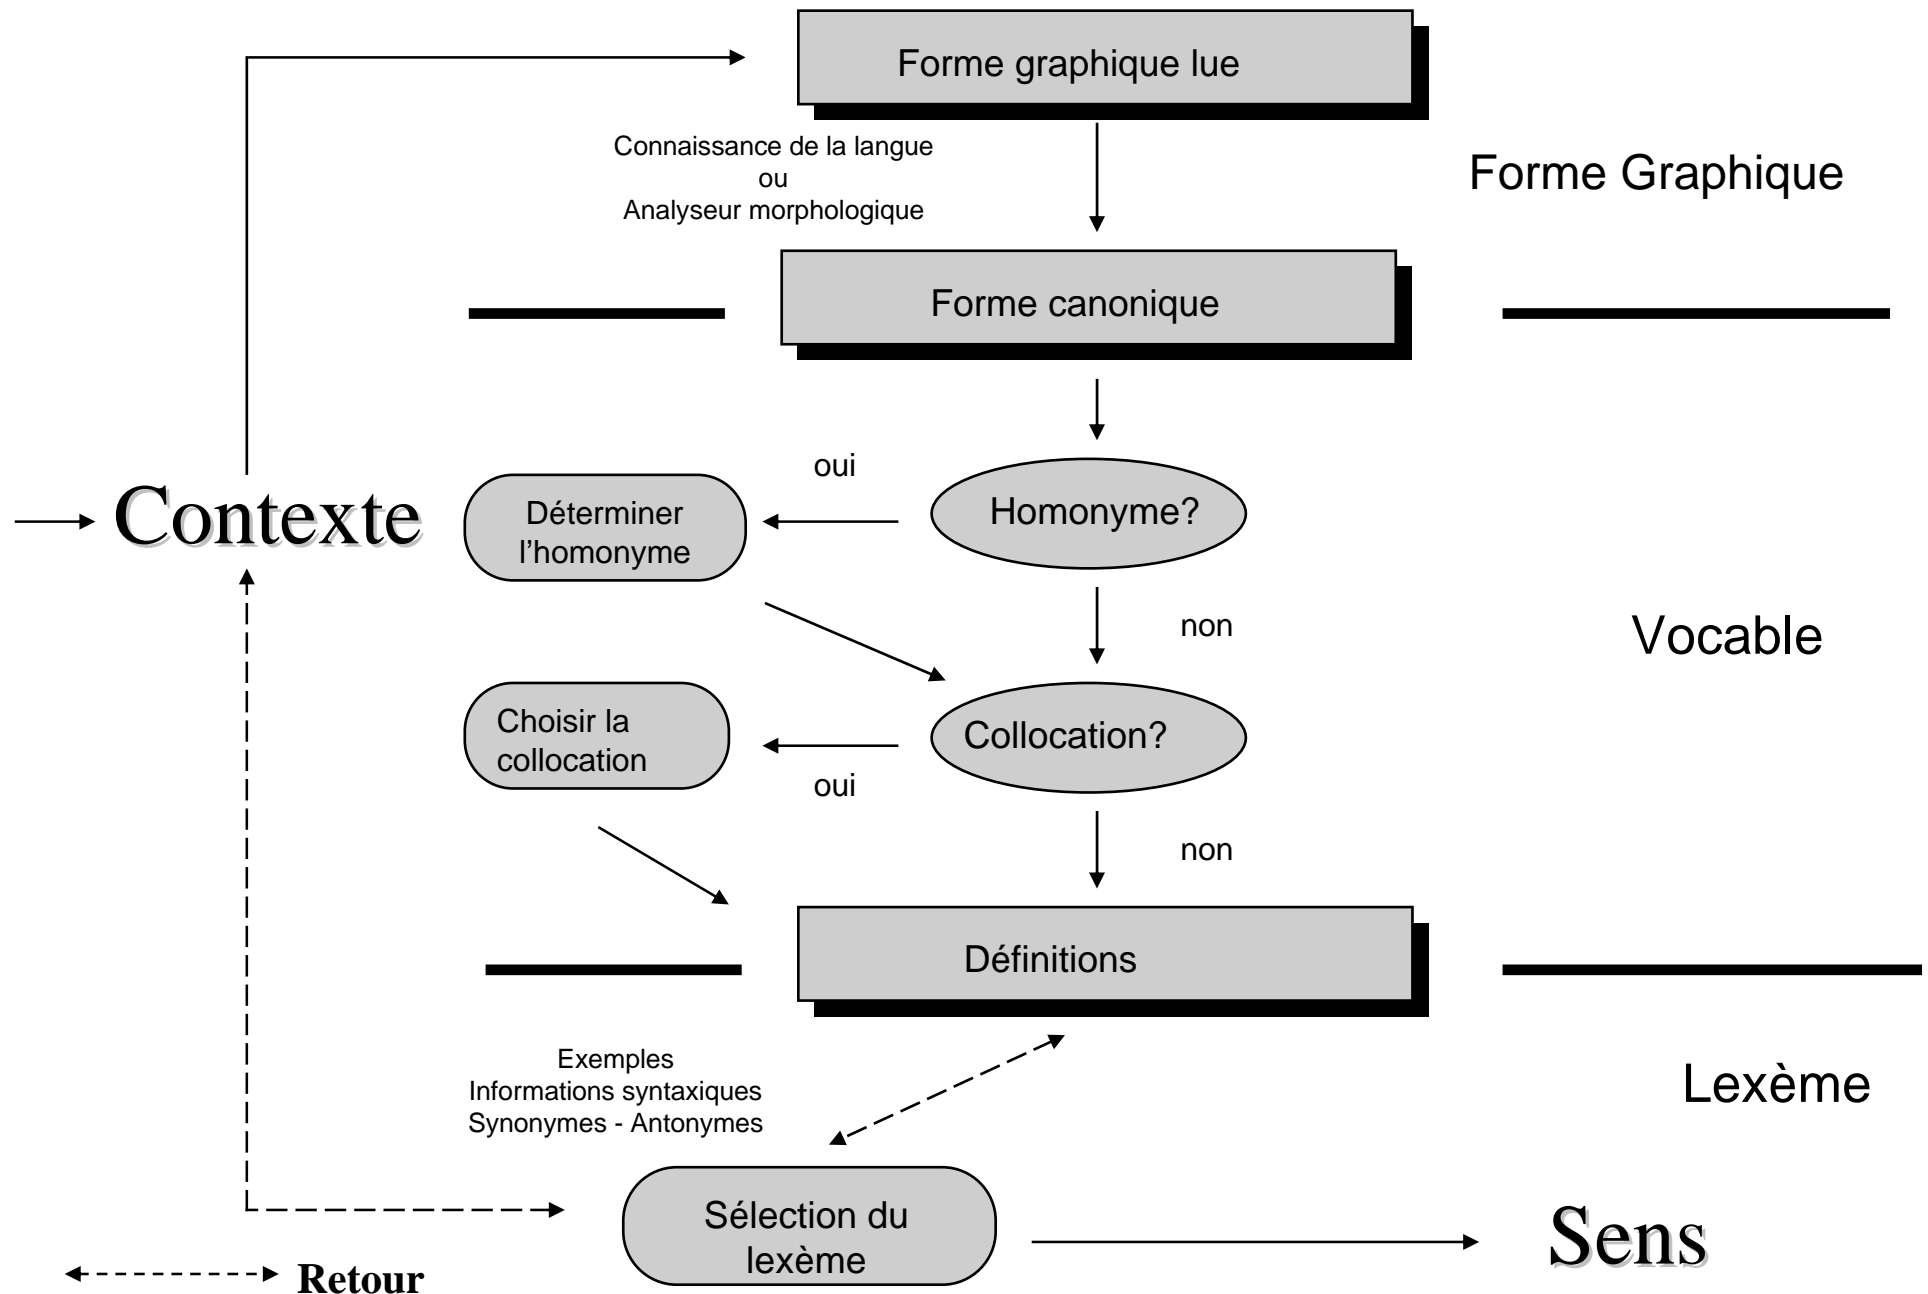 Forme graphique lue
Connaissance de la langue
ou
Analyseur morphologique
Forme Graphique
Forme canonique
oui
Homonyme?
Déterminer
l'homonyme
Contexte
non
Vocable
Choisir la
collocation
Collocation?
oui
non
Définitions
Exemples
Informations syntaxiques
Synonymes - Antonymes
Lexème
Sélection du
lexème
Sens
Retour